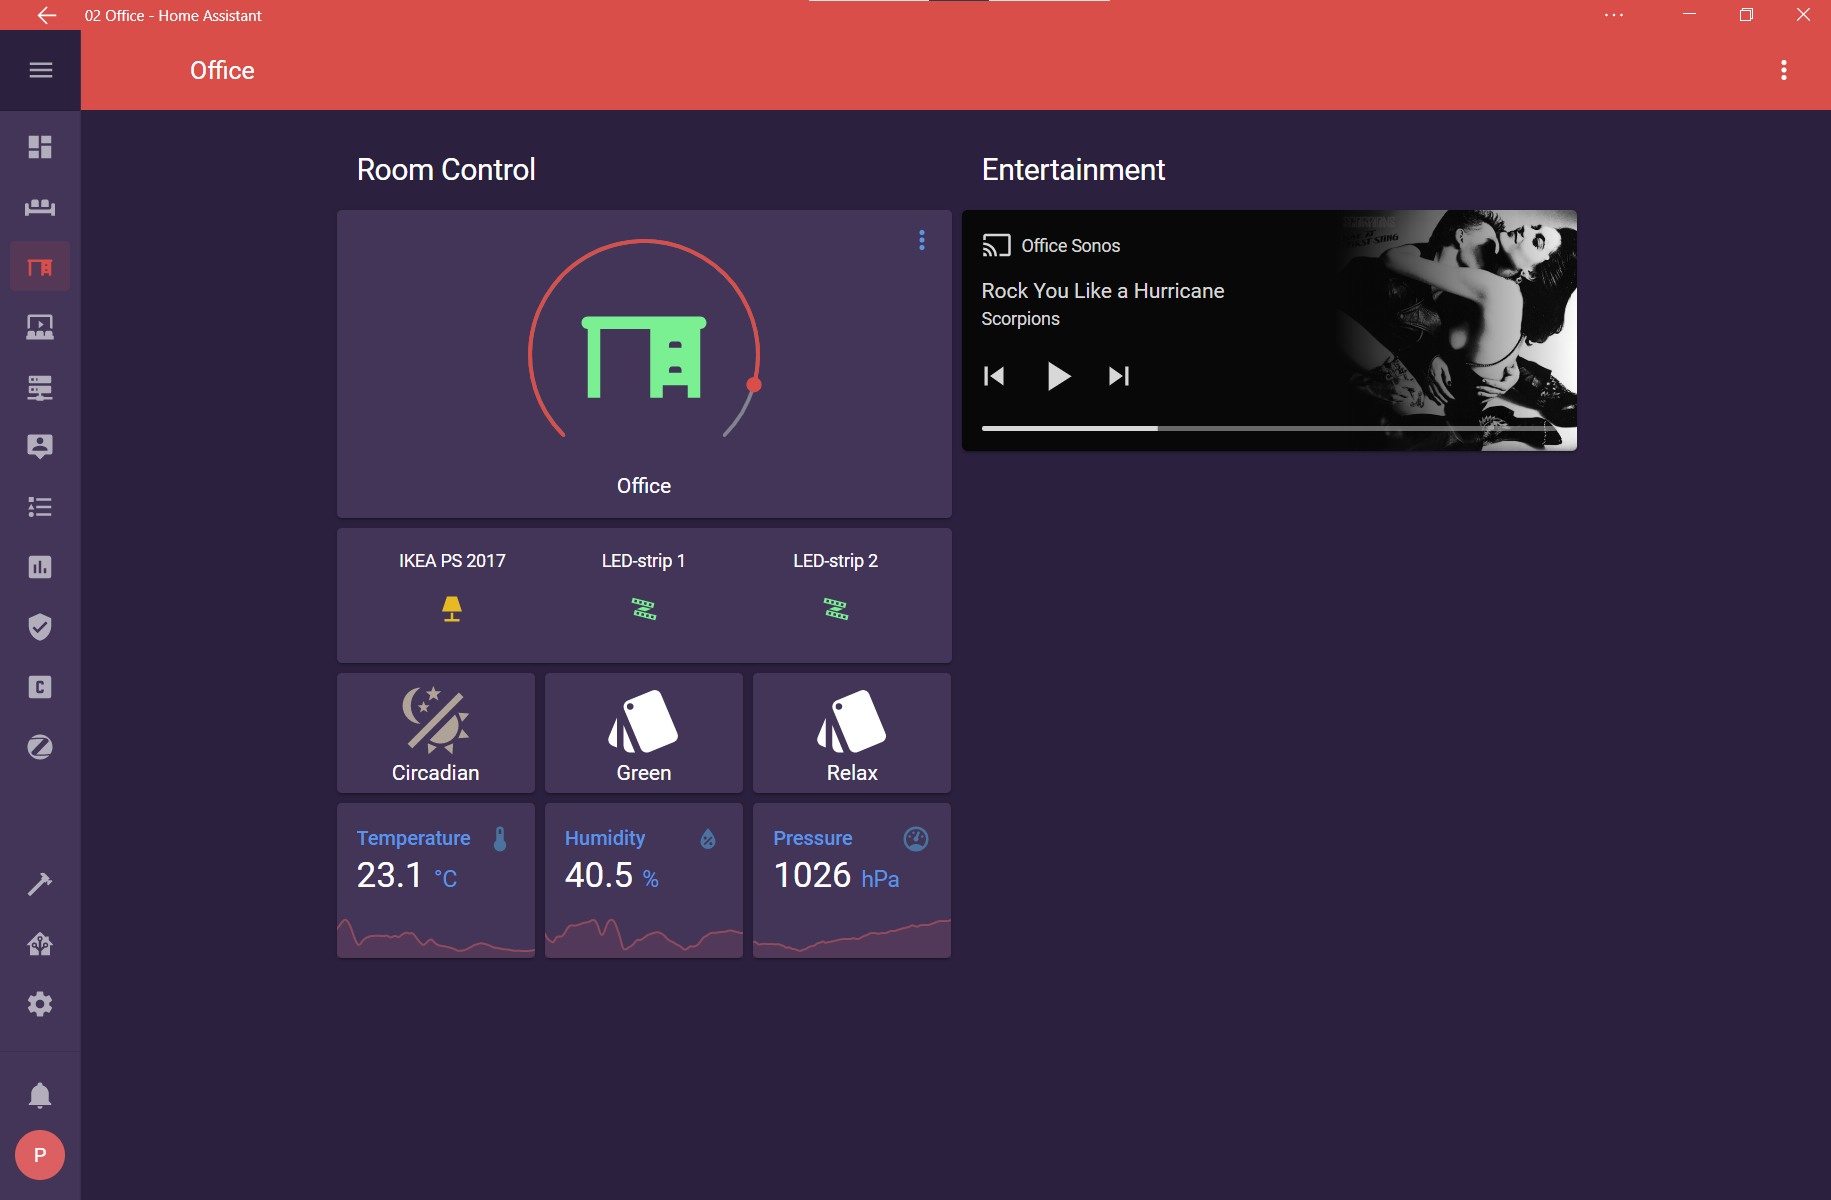 02 Office - Home Assistant
Office
Room Control
Entertainment
Office
Office Sonos
Rock You Like a Hurricane
Scorpions
IKEA PS 2017
LED-strip 1
LED-strip 2
Circadian
Green
Relax
Temperature
23.1 °C
Humidity
40.5 %
Pressure
1026 hPa
C
P